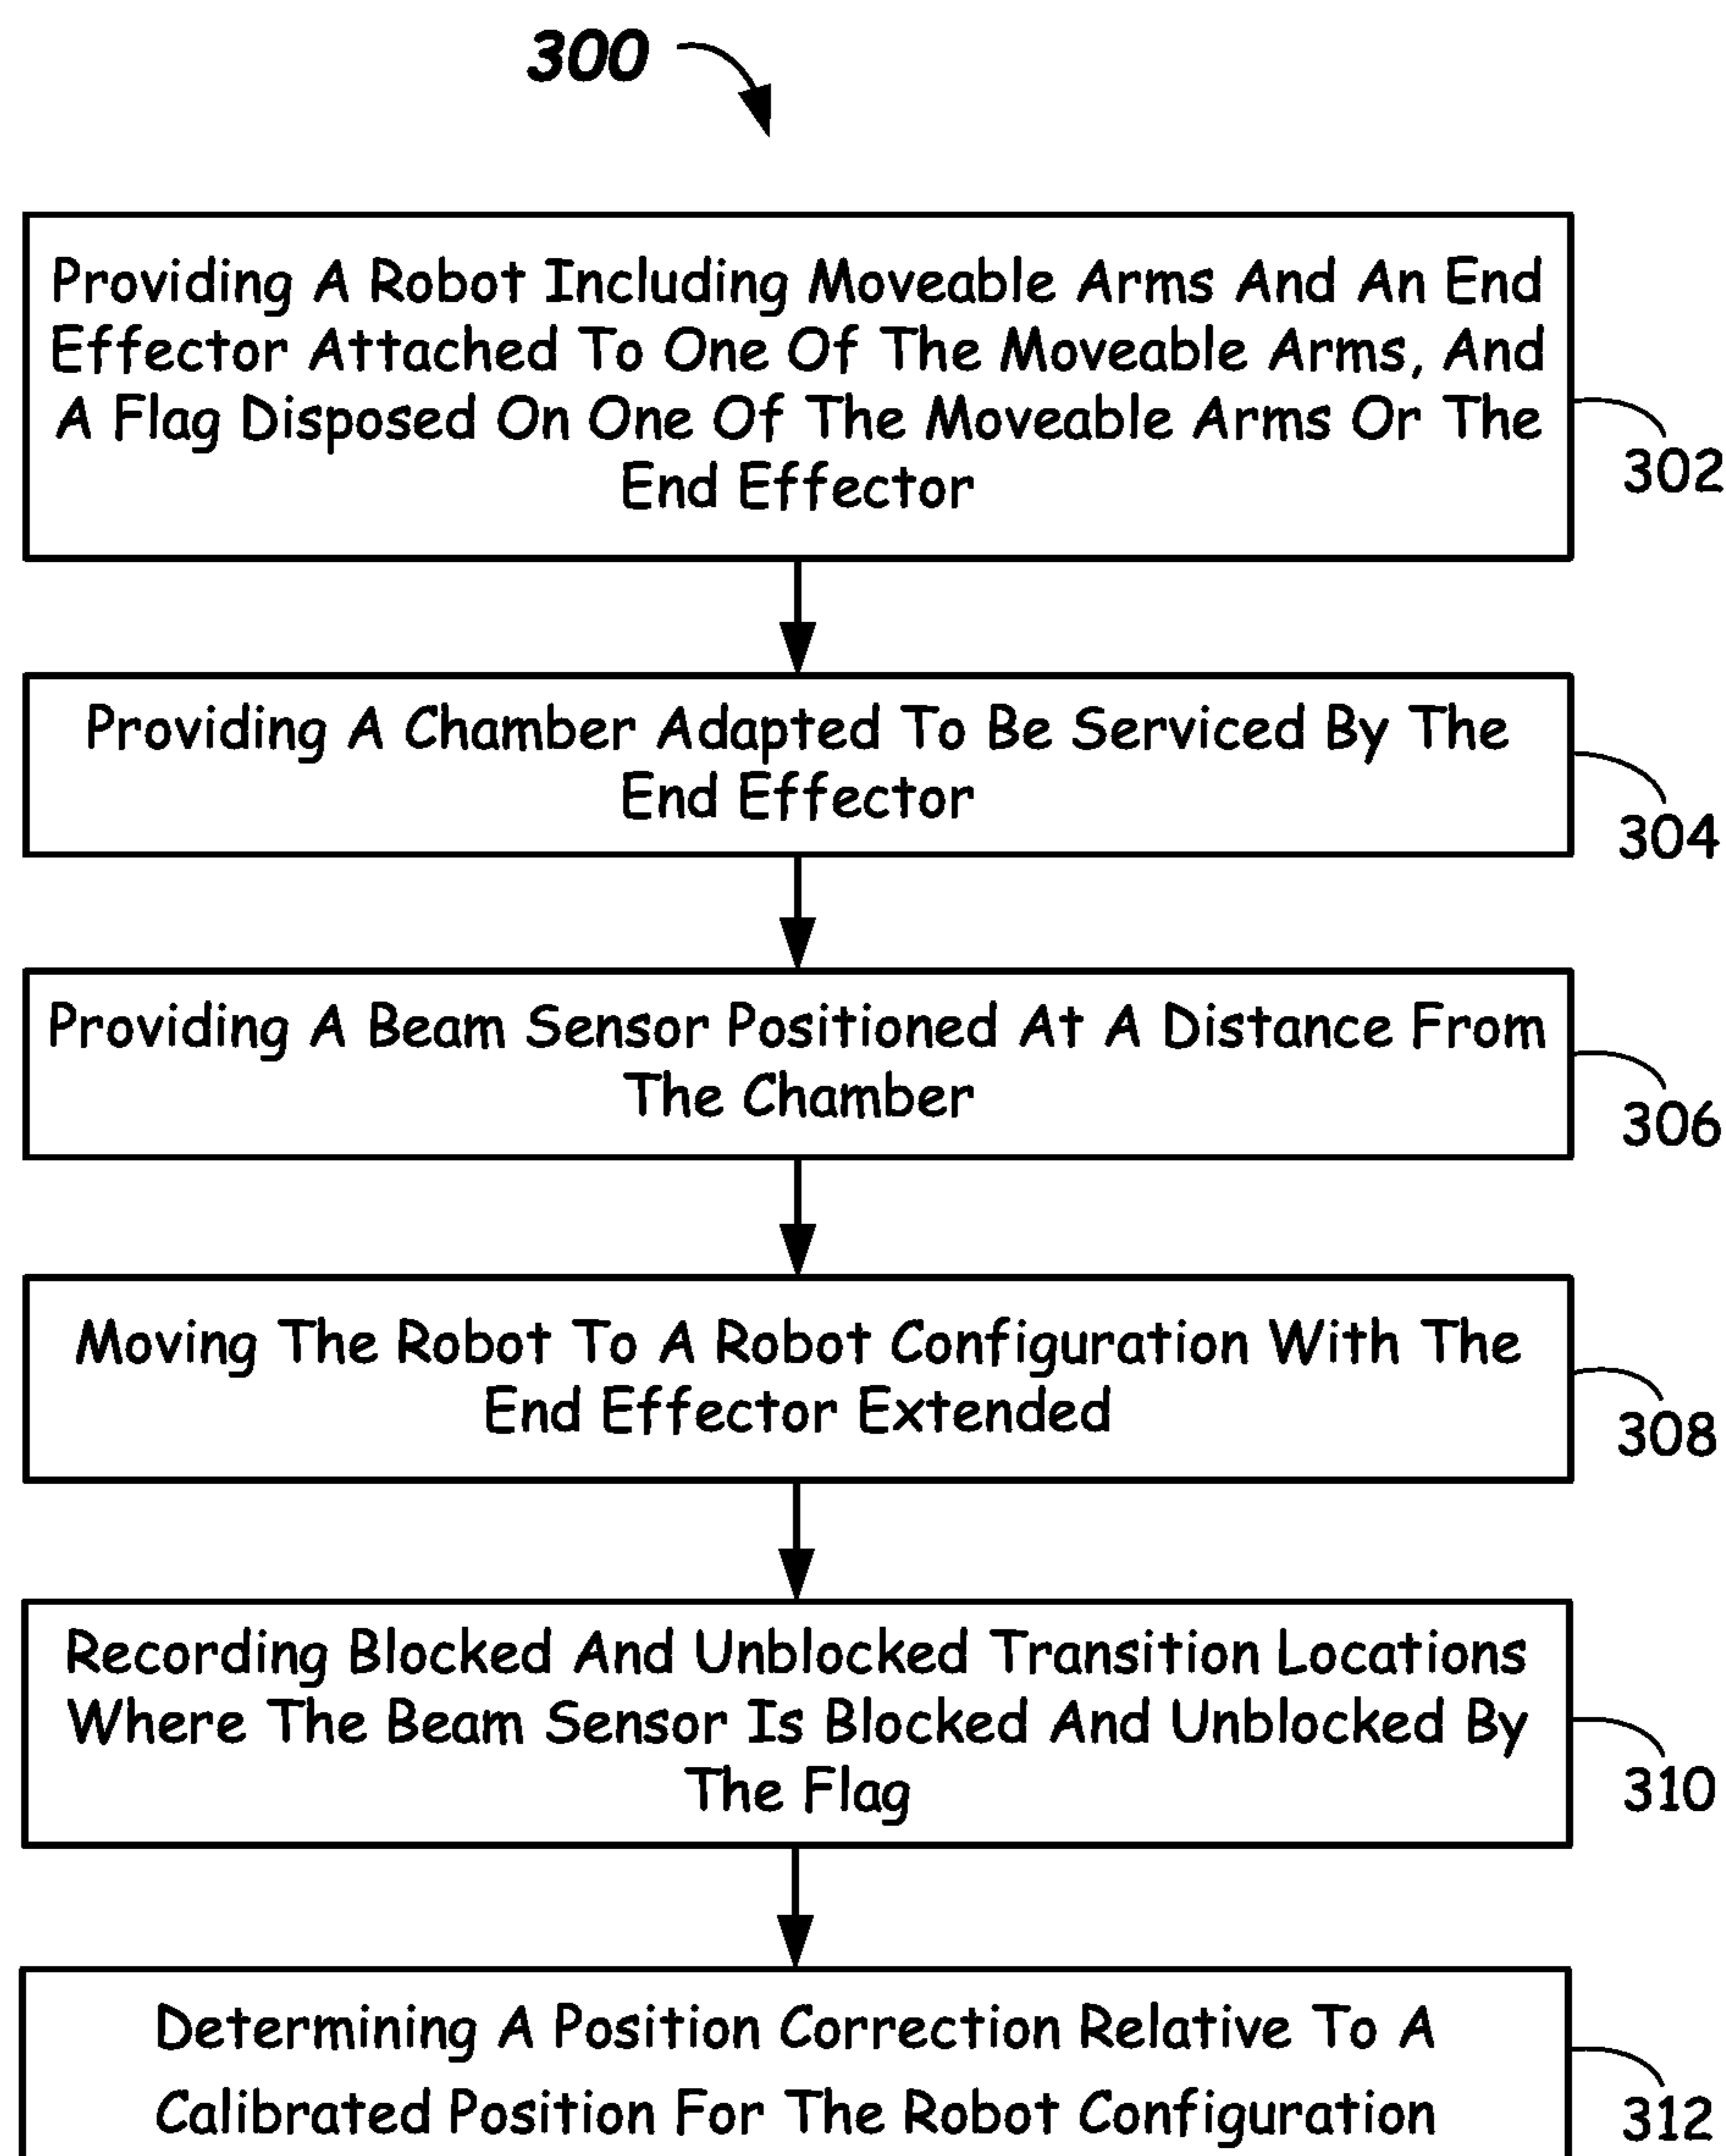 300
Providing A Robot Including Moveable Arms And An End
Effector Attached To One Of The Moveable Arms, And
A Flag Disposed On One Of The Moveable Arms Or The
End Effector
302
Providing A Chamber Adapted To Be Serviced By The
End Effector
304
Providing A Beam Sensor Positioned At A Distance From
The Chamber
306
Moving The Robot To A Robot Configuration With The
End Effector Extended
308
Recording Blocked And Unblocked Transition Locations
Where The Beam Sensor Is Blocked And Unblocked By
The Flag
310
Determining A Position Correction Relative To A
Calibrated Position For The Robot Configuration
312